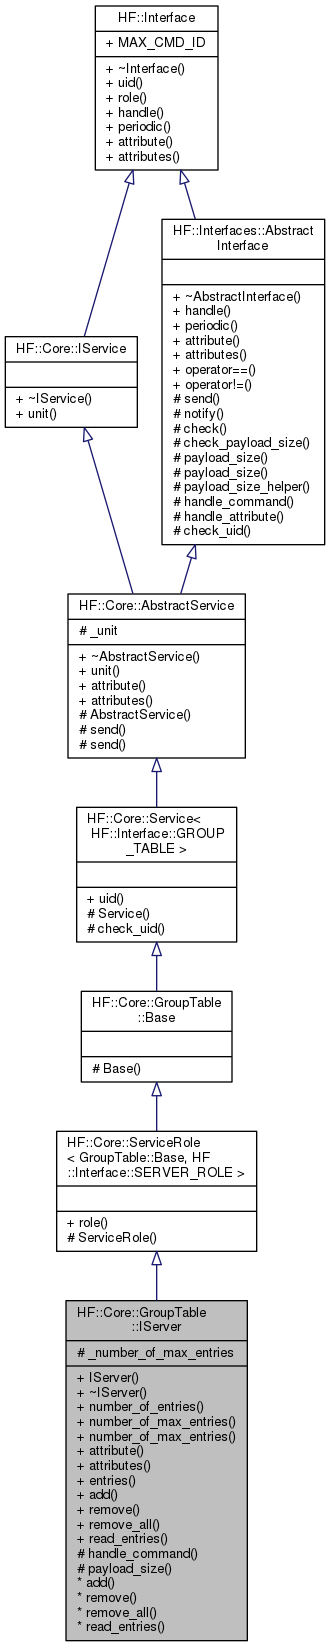 HF::Interface
+ MAX_CMD_ID
+ ~Interface()
+ uid()
+ role()
+ handle()
+ periodic()
+ attribute()
+ attributes()
HF::Interfaces::Abstract
Interface
+ ~AbstractInterface()
+ handle()
+ periodic()
+ attribute()
+ attributes()
+ operator==()
+ operator!=()
# send()
# notify()
# check()
# check_payload_size()
# payload_size()
# payload_size()
# payload_size_helper()
# handle_command()
# handle_attribute()
# check_uid()
HF::Core::IService
+ ~IService()
+ unit()
HF::Core::AbstractService
# _unit
+ ~AbstractService()
+ unit()
+ attribute()
+ attributes()
# AbstractService()
# send()
# send()
HF::Core::Service<
HF::Interface::GROUP
_TABLE >
+ uid()
# Service()
# check_uid()
HF::Core::GroupTable
::Base
# Base()
HF::Core::ServiceRole
< GroupTable::Base, HF
::Interface::SERVER_ROLE >
+ role()
# ServiceRole()
HF::Core::GroupTable
::IServer
# _number_of_max_entries
+ IServer()
+ ~IServer()
+ number_of_entries()
+ number_of_max_entries()
+ number_of_max_entries()
+ attribute()
+ attributes()
+ entries()
+ add()
+ remove()
+ remove_all()
+ read_entries()
# handle_command()
# payload_size()
* add()
* remove()
* remove_all()
* read_entries()